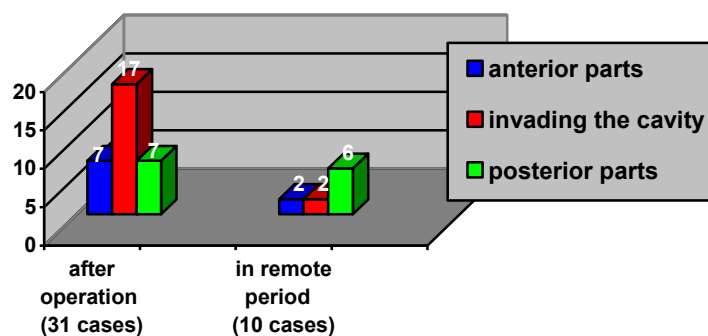 20
15
10
5
0
7
17
7
2
2
6
after
operation
(31 cases)
in remote
period
(10 cases)
anterior parts
invading the cavity
posterior parts